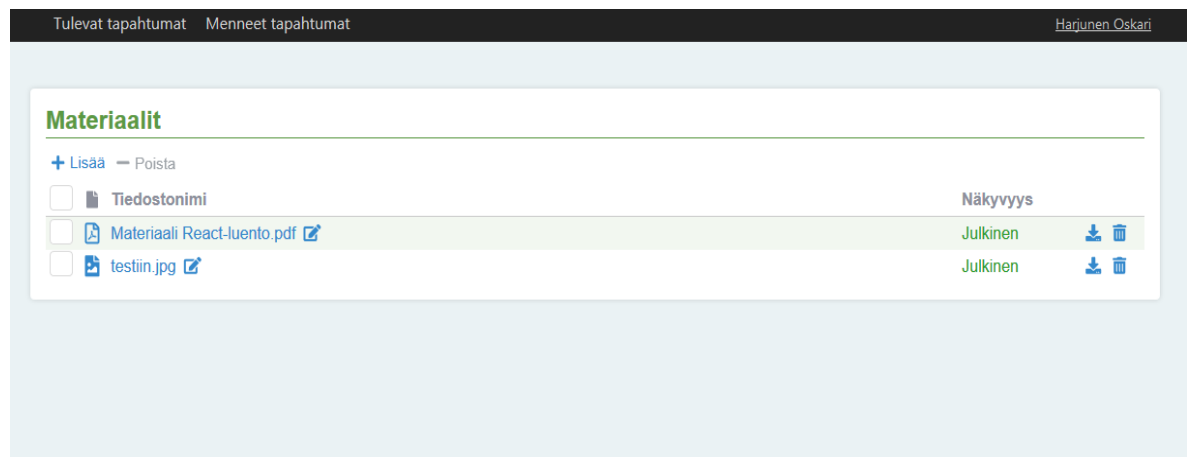 Tulevat tapahtumat Menneet tapahtumat Harjunen Oskari
Materiaalit
Lisää Poista
Tiedostonimi Näkyvyys
Materiaali React-luento.pdf Julkinen
testiin.jpg Julkinen